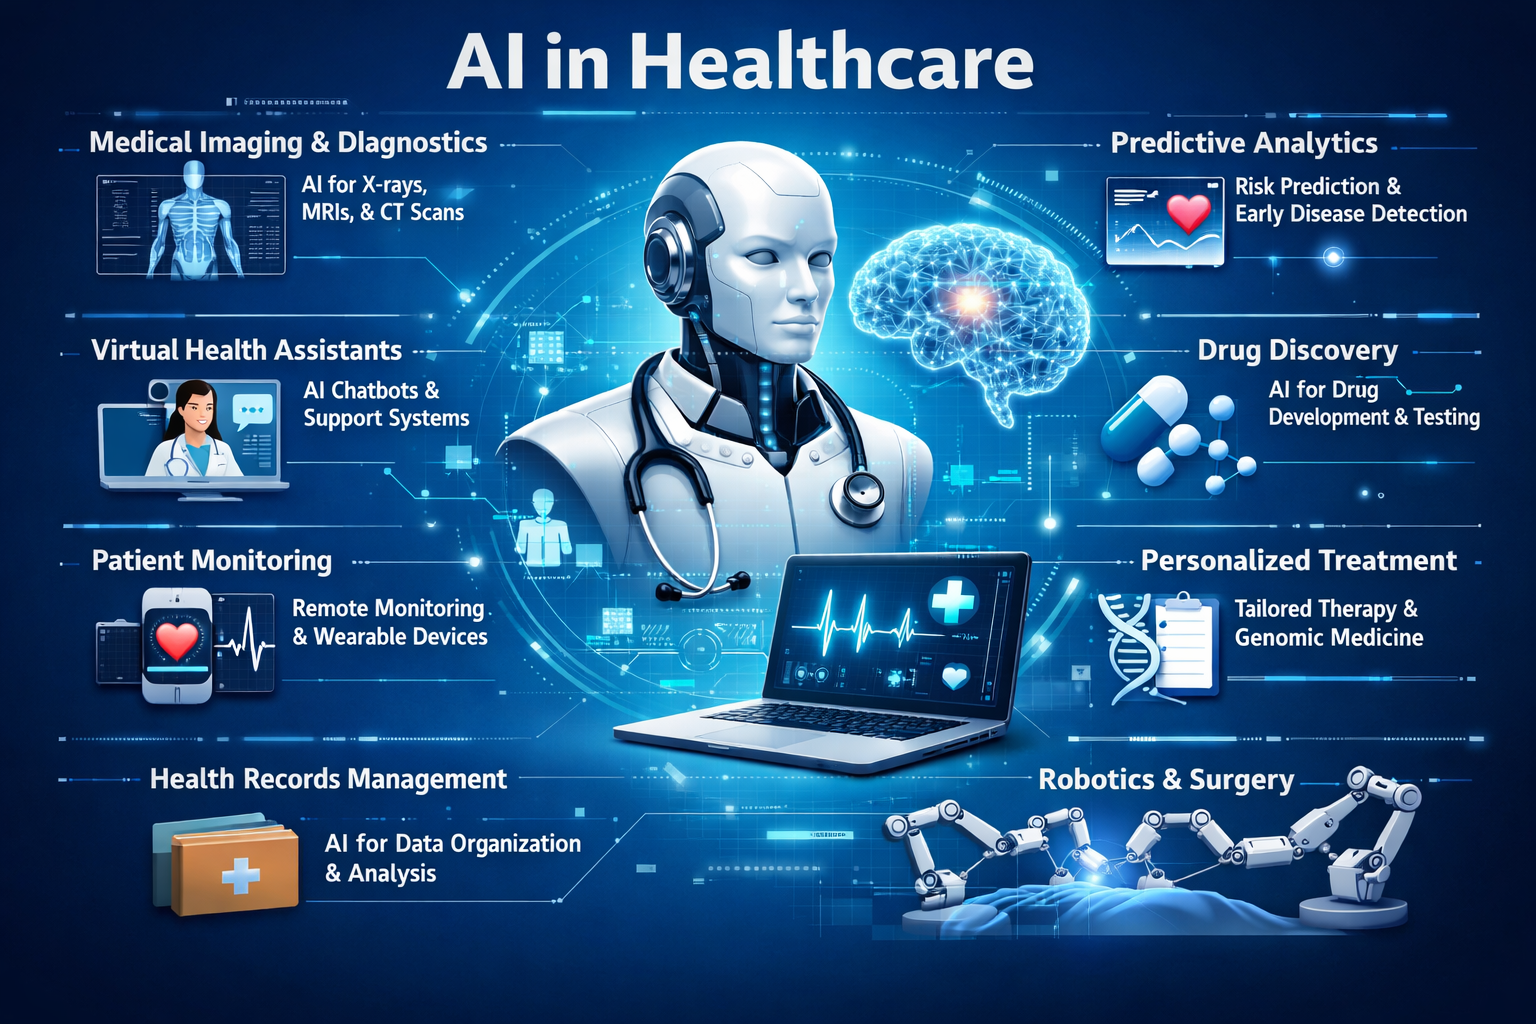 AI in Healthcare
Medical Imaging & DIagnostics
AI for X-rays,
MRIs, & CT Scans
Virtual Health Assistants
AI Chatbots &
Support Systems
Patient Monitoring
Remote Monitoring
& Wearable Devices
Health Records Management
AI for Data Organization
& Analysis
Predictive Analytics
Risk Prediction &
Early Disease Detection
Drug Discovery
AI for Drug
Development & Testing
Personalized Treatment
Tailored Therapy &
Genomic Medicine
Robotics & Surgery